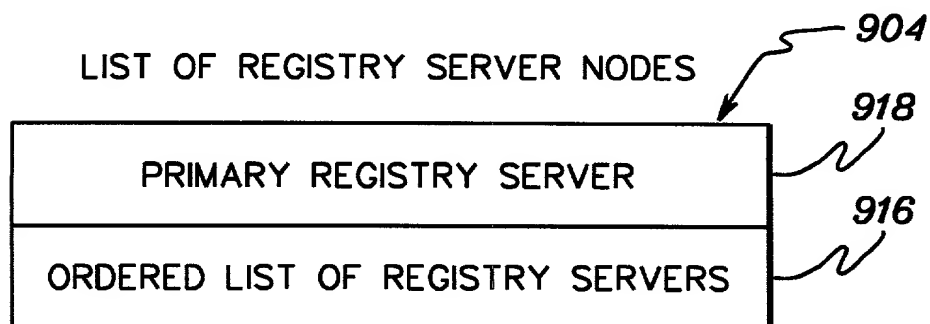 904
LIST OF REGISTRY SERVER NODES
918
PRIMARY REGISTRY SERVER
916
ORDERED LIST OF REGISTRY SERVERS